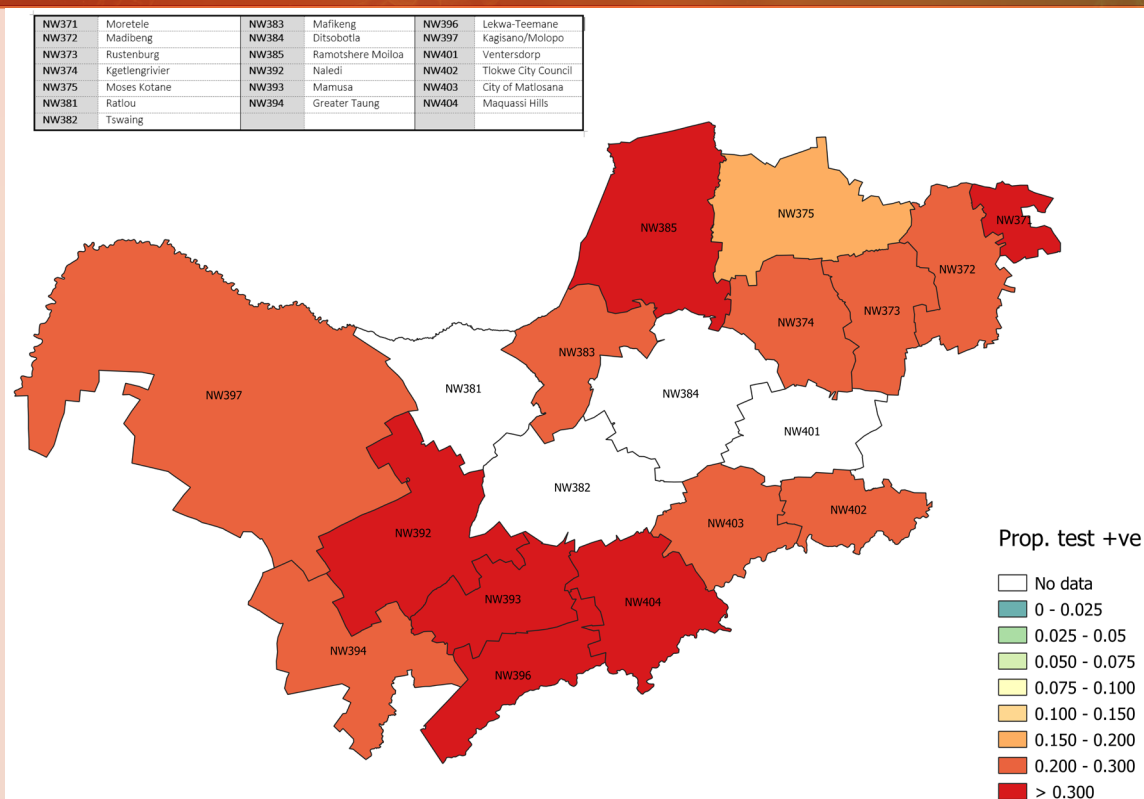 NW371 Moretele NW383 Mafikeng NW396 Lekwa-Teemane
NW372 Madibeng NW384 Ditsobotla NW397 Kagisano/Molopo
NW373 Rustenburg NW385 Ramotshere Moiloa NW401 Ventersdorp
NW374 Kgetlengrivier NW392 Naledi NW402 Tlokwe City Council
NW375 Moses Kotane NW393 Mamusa NW403 City of Matlosana
NW381 Ratlou NW394 Greater Taung NW404 Maquassi Hills
NW382 Tswaing
NW375
NW371
NW385
NW372
NW373
NW374
NW383
NW381
NW384
NW397
NW401
NW382
NW402
NW403
NW392
NW393
NW404
NW394
NW396
Prop. test +ve
No data
0 - 0.025
0.025 - 0.05
0.050 - 0.075
0.075 - 0.100
0.100 - 0.150
0.150 - 0.200
0.200 - 0.300
> 0.300